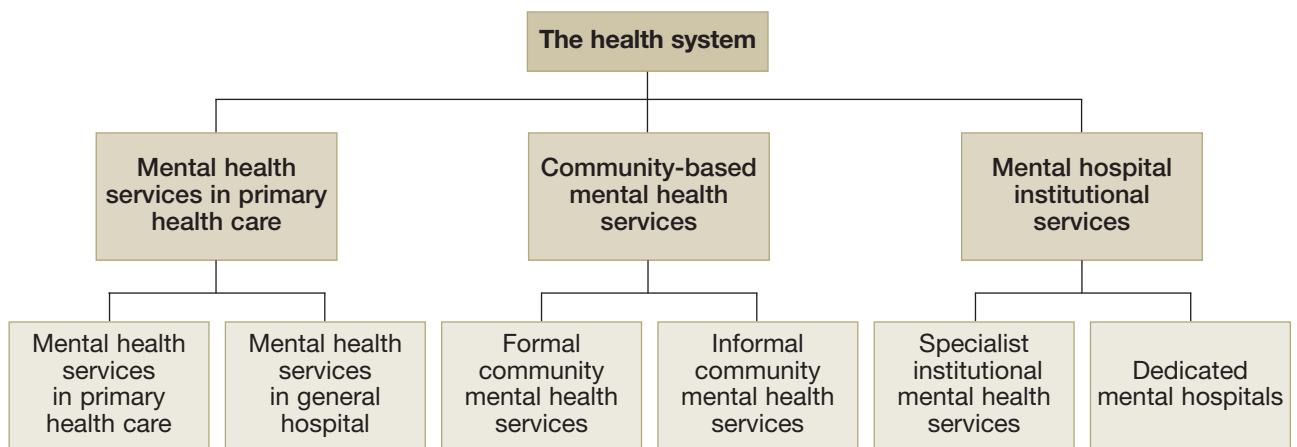 The health system
Mental health
services in primary
health care
Community-based
mental health
services
Mental hospital
institutional
services
Mental health
services
in primary
health care
Mental health
services
in general
hospital
Formal
community
mental health
services
Informal
community
mental health
services
Specialist
institutional
mental health
services
Dedicated
mental hospitals